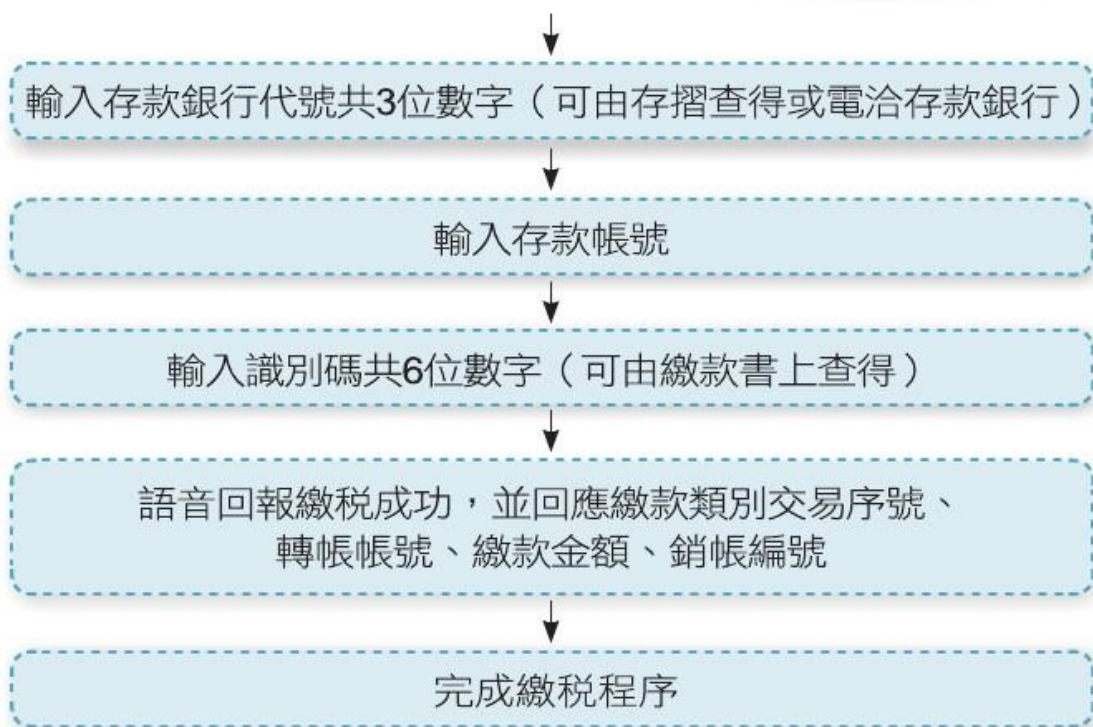 輸入存款銀行代號共3位數字（可由存摺查得或電洽存款銀行）
輸入存款帳號
輸入識別碼共6位數字（可由繳款書上查得）
語音回報繳稅成功，並回應繳款類別交易序號、
轉帳帳號、繳款金額、銷帳編號
完成繳稅程序